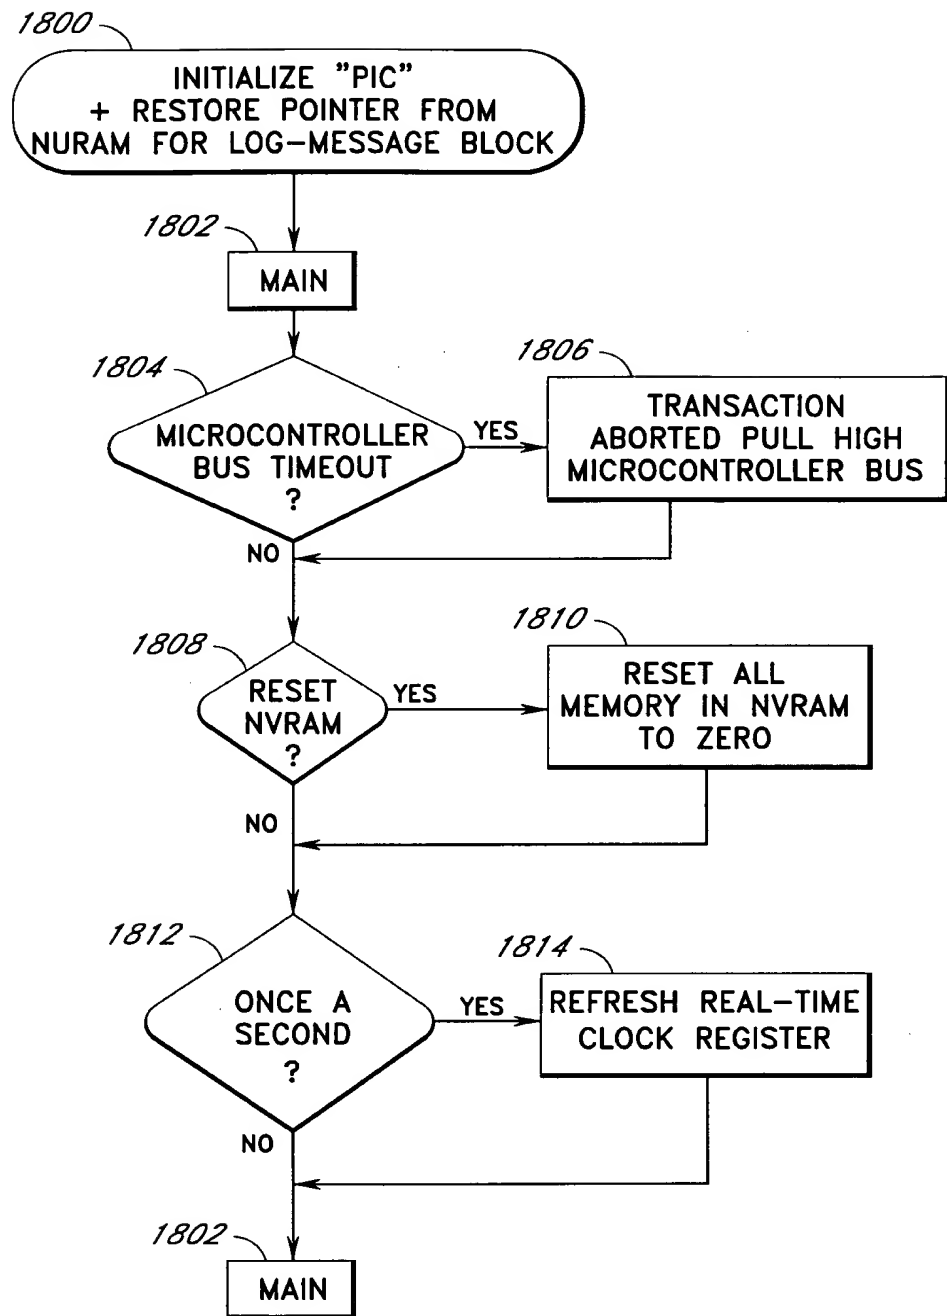 1800
INITIALIZE "PIC"
+ RESTORE POINTER FROM
NURAM FOR LOG-MESSAGE BLOCK
1802
MAIN
1804
MICROCONTROLLER
BUS TIMEOUT
?
YES
1806
TRANSACTION
ABORTED PULL HIGH
MICROCONTROLLER BUS
NO
1808
RESET
NVRAM
?
YES
1810
RESET ALL
MEMORY IN NVRAM
TO ZERO
NO
1812
ONCE A
SECOND
?
YES
1814
REFRESH REAL-TIME
CLOCK REGISTER
NO
1802
MAIN